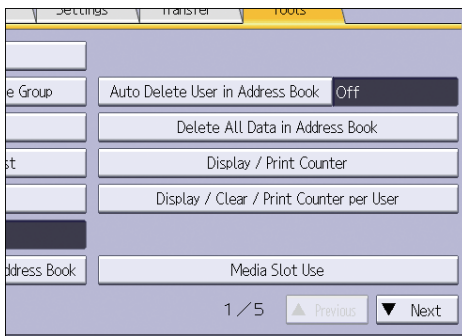 Settings Transfer Tools
e Group
Auto Delete User in Address Book Off
Delete All Data in Address Book
st
Display / Print Counter
Display / Clear / Print Counter per User
ddress Book
Media Slot Use
1/5 ▲ Previous ▼ Next